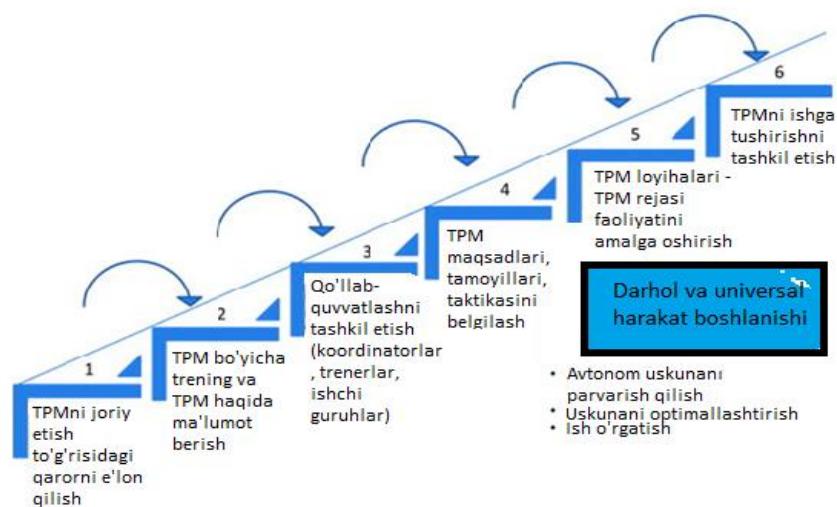 1
TPMni joriy
etish
to'g'risidagi
qarorni e'lon
qilish
2
TPM bo'yicha
trening va
TPM haqida
ma'lumot
berish
3
Qo'llab-
quvvatlashni
tashkil etish
(koordinatorlar
, trenerlar,
ishchi
guruhlar)
4
TPM
maqsadlari,
tamoyillari,
taktikasini
belgilash
5
TPM loyihalari -
TPM rejasi
faoliyatini
amalga oshirish
6
TPMni ishga
tushirishni
tashkil etish
Darhol va universal
harakat boshlanishi
• Avtonom uskunani
parvarish qilish
• Uskunani optimallashtirish
• Ish o'rgatish